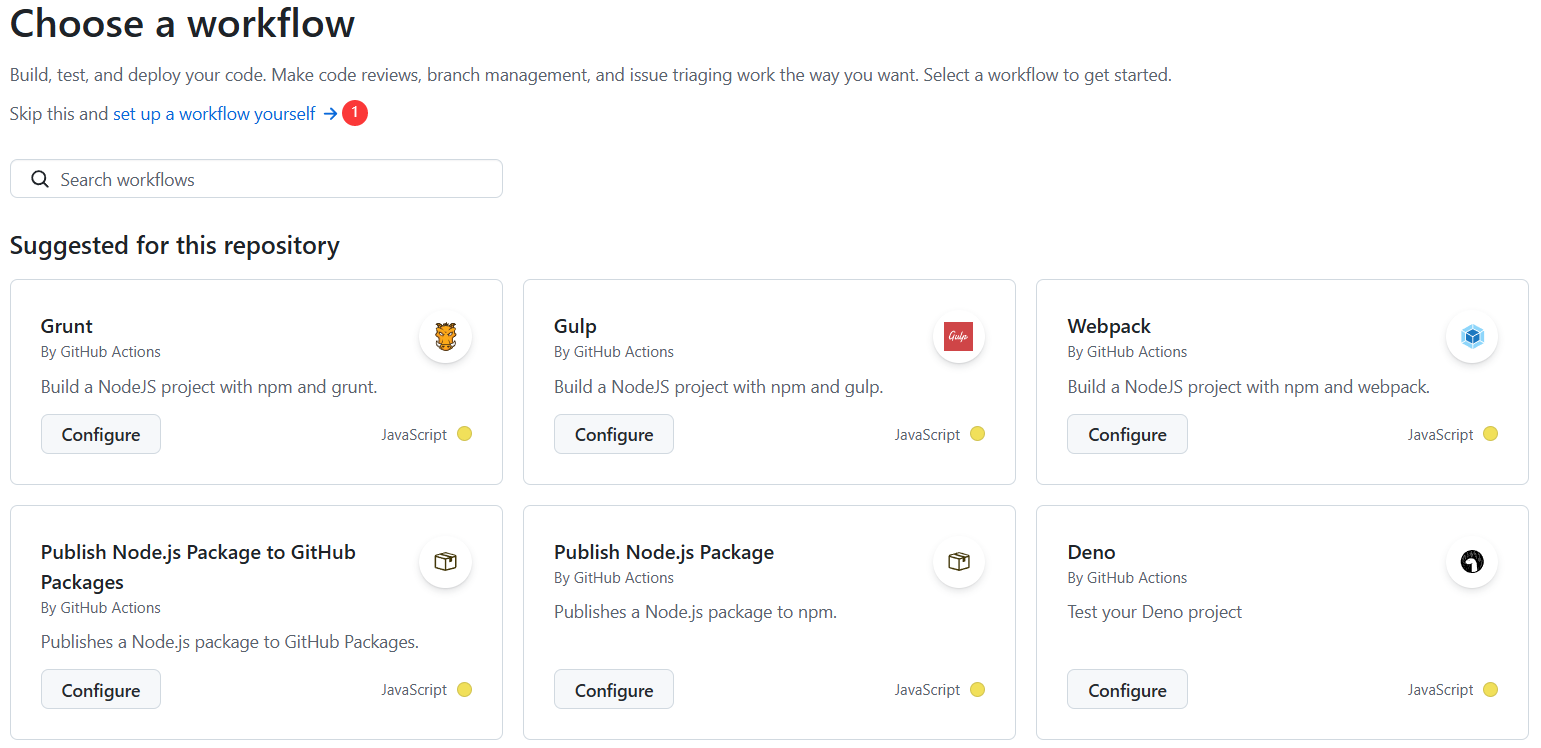 Choose a workflow
Build, test, and deploy your code. Make code reviews, branch management, and issue triaging work the way you want. Select a workflow to get started.
Skip this and set up a workflow yourself → 1
Search workflows
Suggested for this repository
Grunt
By GitHub Actions
Build a NodeJS project with npm and grunt.
Configure
JavaScript
Gulp
Gulp
By GitHub Actions
Build a NodeJS project with npm and gulp.
Configure
JavaScript
Webpack
By GitHub Actions
Build a NodeJS project with npm and webpack.
Configure
JavaScript
Publish Node.js Package to GitHub
Packages
By GitHub Actions
Publishes a Node.js package to GitHub Packages.
Configure
JavaScript
Publish Node.js Package
By GitHub Actions
Publishes a Node.js package to npm.
Configure
JavaScript
Deno
By GitHub Actions
Test your Deno project
Configure
JavaScript